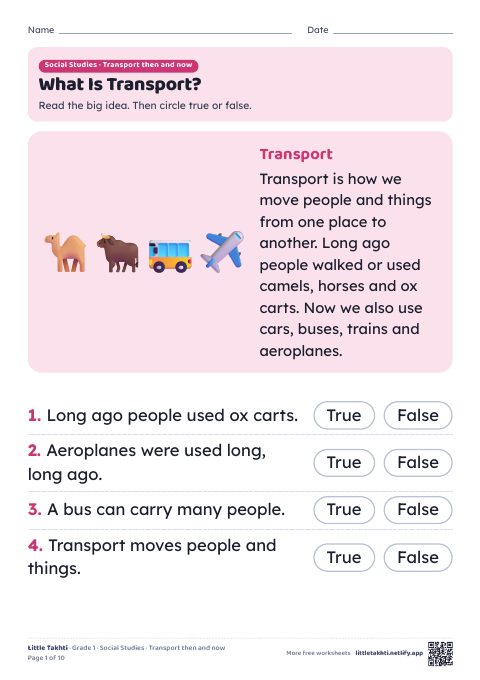 Name
Date
Social Studies · Transport then and now
What Is Transport?
Read the big idea. Then circle true or false.
Transport
Transport is how we
move people and things
from one place to
another. Long ago
people walked or used
camels, horses and ox
carts. Now we also use
cars, buses, trains and
aeroplanes.
1. Long ago people used ox carts. True False
2. Aeroplanes were used long,
long ago. True False
3. A bus can carry many people. True False
4. Transport moves people and
things. True False
Little Takhti · Grade 1 · Social Studies · Transport then and now
Page 1 of 10
More free worksheets · littletakhti.netlify.app